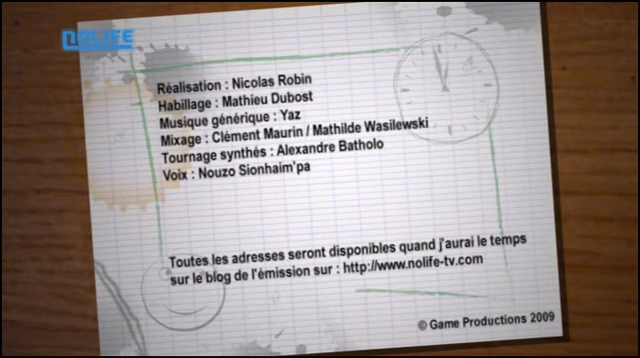 NOLIFE
Réalisation : Nicolas Robin
Habillage : Mathieu Dubost
Musique générique : Yaz
Mixage : Clément Maurin / Mathilde Wasilewski
Tournage synthés : Alexandre Batholo
Voix : Nouzo Sionhaim'pa
Toutes les adresses seront disponibles quand j'aurai le temps
sur le blog de l'émission sur : http://www.nolife-tv.com
© Game Productions 2009